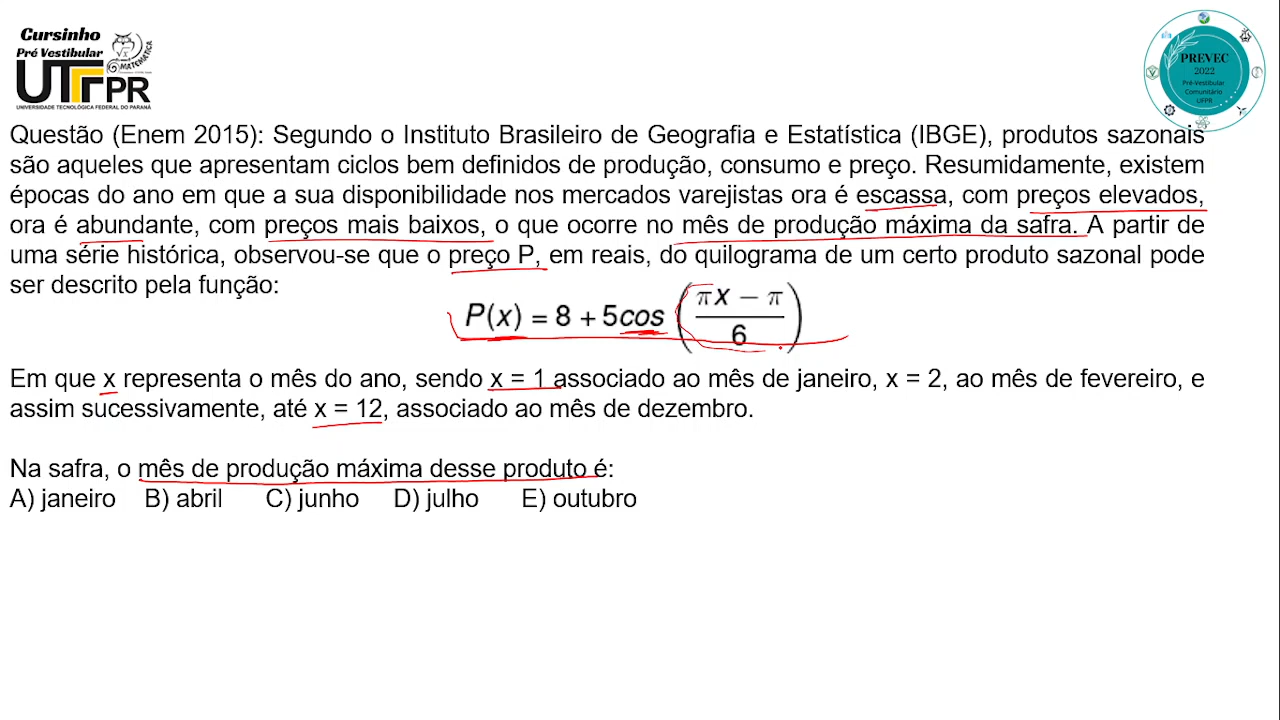 Cursinho
Pré Vestibular
MATEMÁTICA
UTFPR
UNIVERSIDADE TECNOLÓGICA FEDERAL DO PARANÁ
PREVEC
2022
Pré-Vestibular
Comunitário
UFPR
Questão (Enem 2015): Segundo o Instituto Brasileiro de Geografia e Estatística (IBGE), produtos sazonais
são aqueles que apresentam ciclos bem definidos de produção, consumo e preço. Resumidamente, existem
épocas do ano em que a sua disponibilidade nos mercados varejistas ora é escassa, com preços elevados,
ora é abundante, com preços mais baixos, o que ocorre no mês de produção máxima da safra. A partir de
uma série histórica, observou-se que o preço P, em reais, do quilograma de um certo produto sazonal pode
ser descrito pela função:
P(x) = 8 + 5cos((πx − π)/6)
Em que x representa o mês do ano, sendo x = 1 associado ao mês de janeiro, x = 2, ao mês de fevereiro, e
assim sucessivamente, até x = 12, associado ao mês de dezembro.
Na safra, o mês de produção máxima desse produto é:
A) janeiro B) abril C) junho D) julho E) outubro